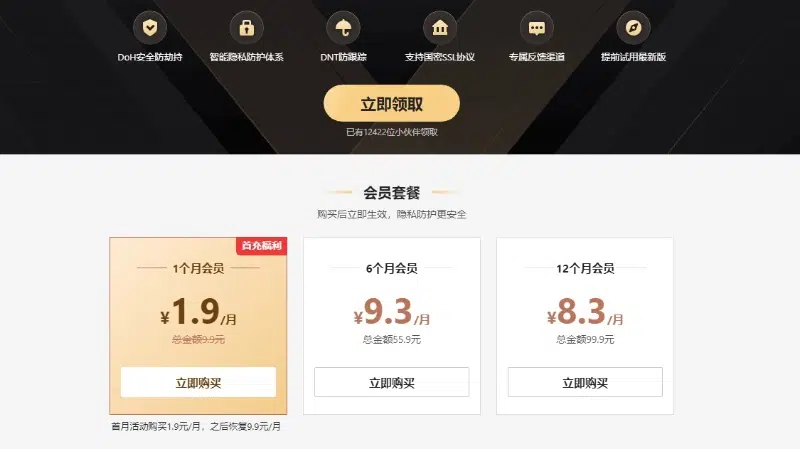 DoH安全防劫持 智能隐私防护体系 DNT防跟踪 支持国密SSL协议 专属反馈渠道 提前试用最新版
立即领取
已有12422位小伙伴领取
会员套餐
购买后立即生效，隐私防护更安全
首充福利
1个月会员 6个月会员 12个月会员
¥1.9/月 ¥9.3/月 ¥8.3/月
总金额9.9元 总金额55.9元 总金额99.9元
立即购买 立即购买 立即购买
首月活动购买1.9元/月，之后恢复9.9元/月